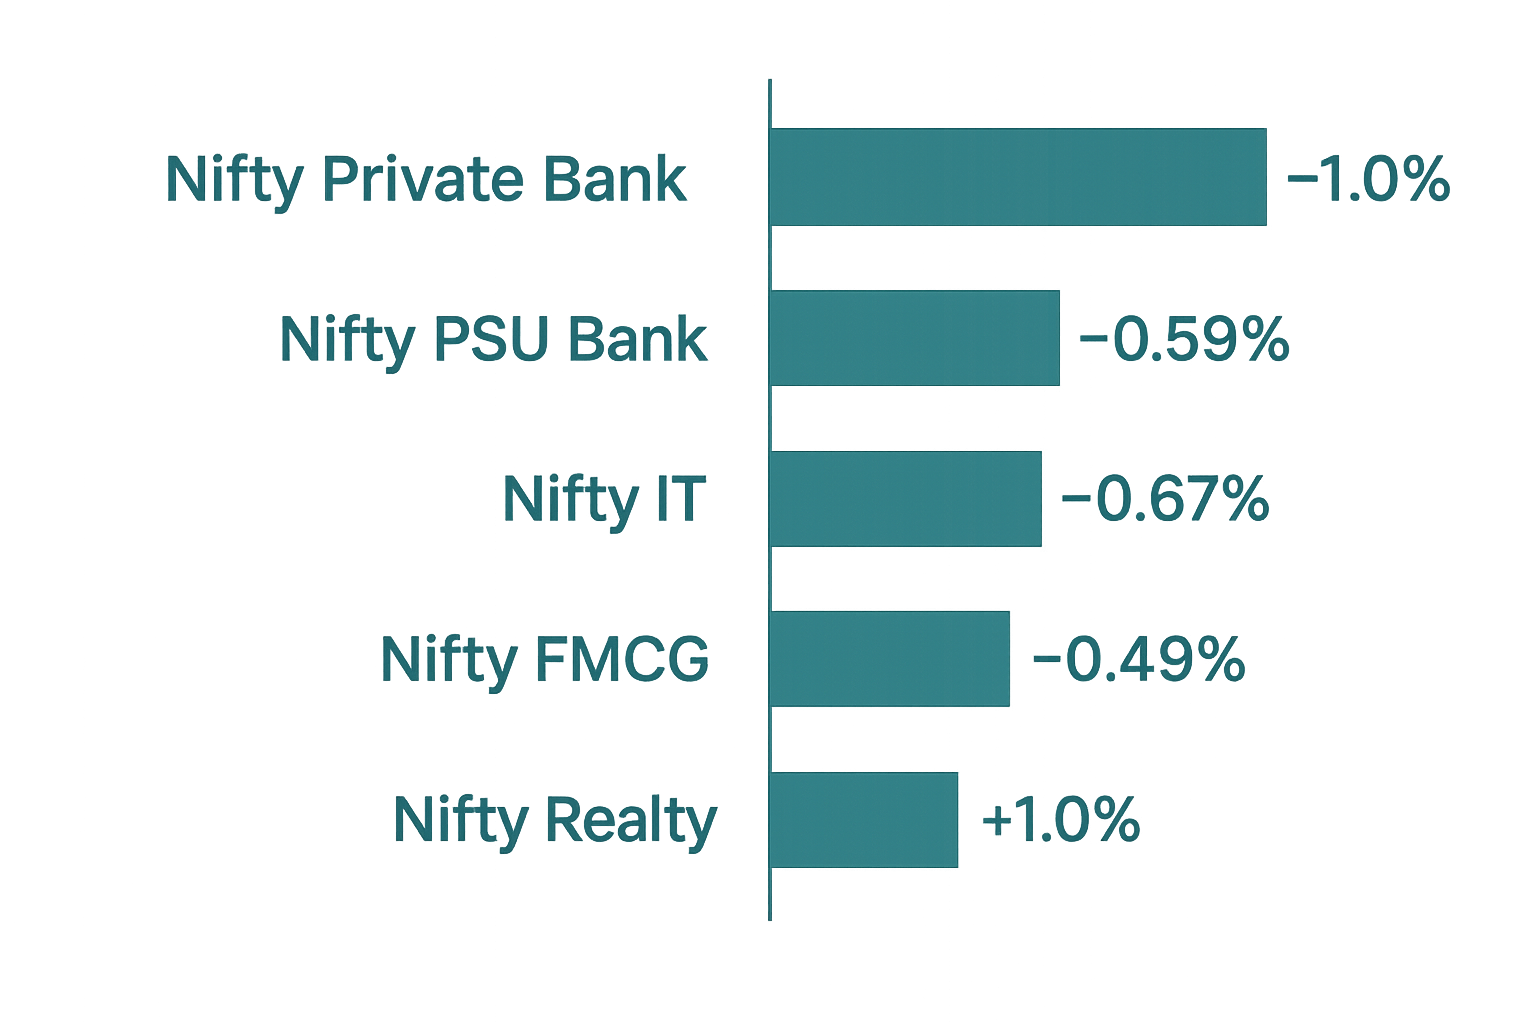 Nifty Private Bank −1.0%
Nifty PSU Bank −0.59%
Nifty IT −0.67%
Nifty FMCG −0.49%
Nifty Realty +1.0%